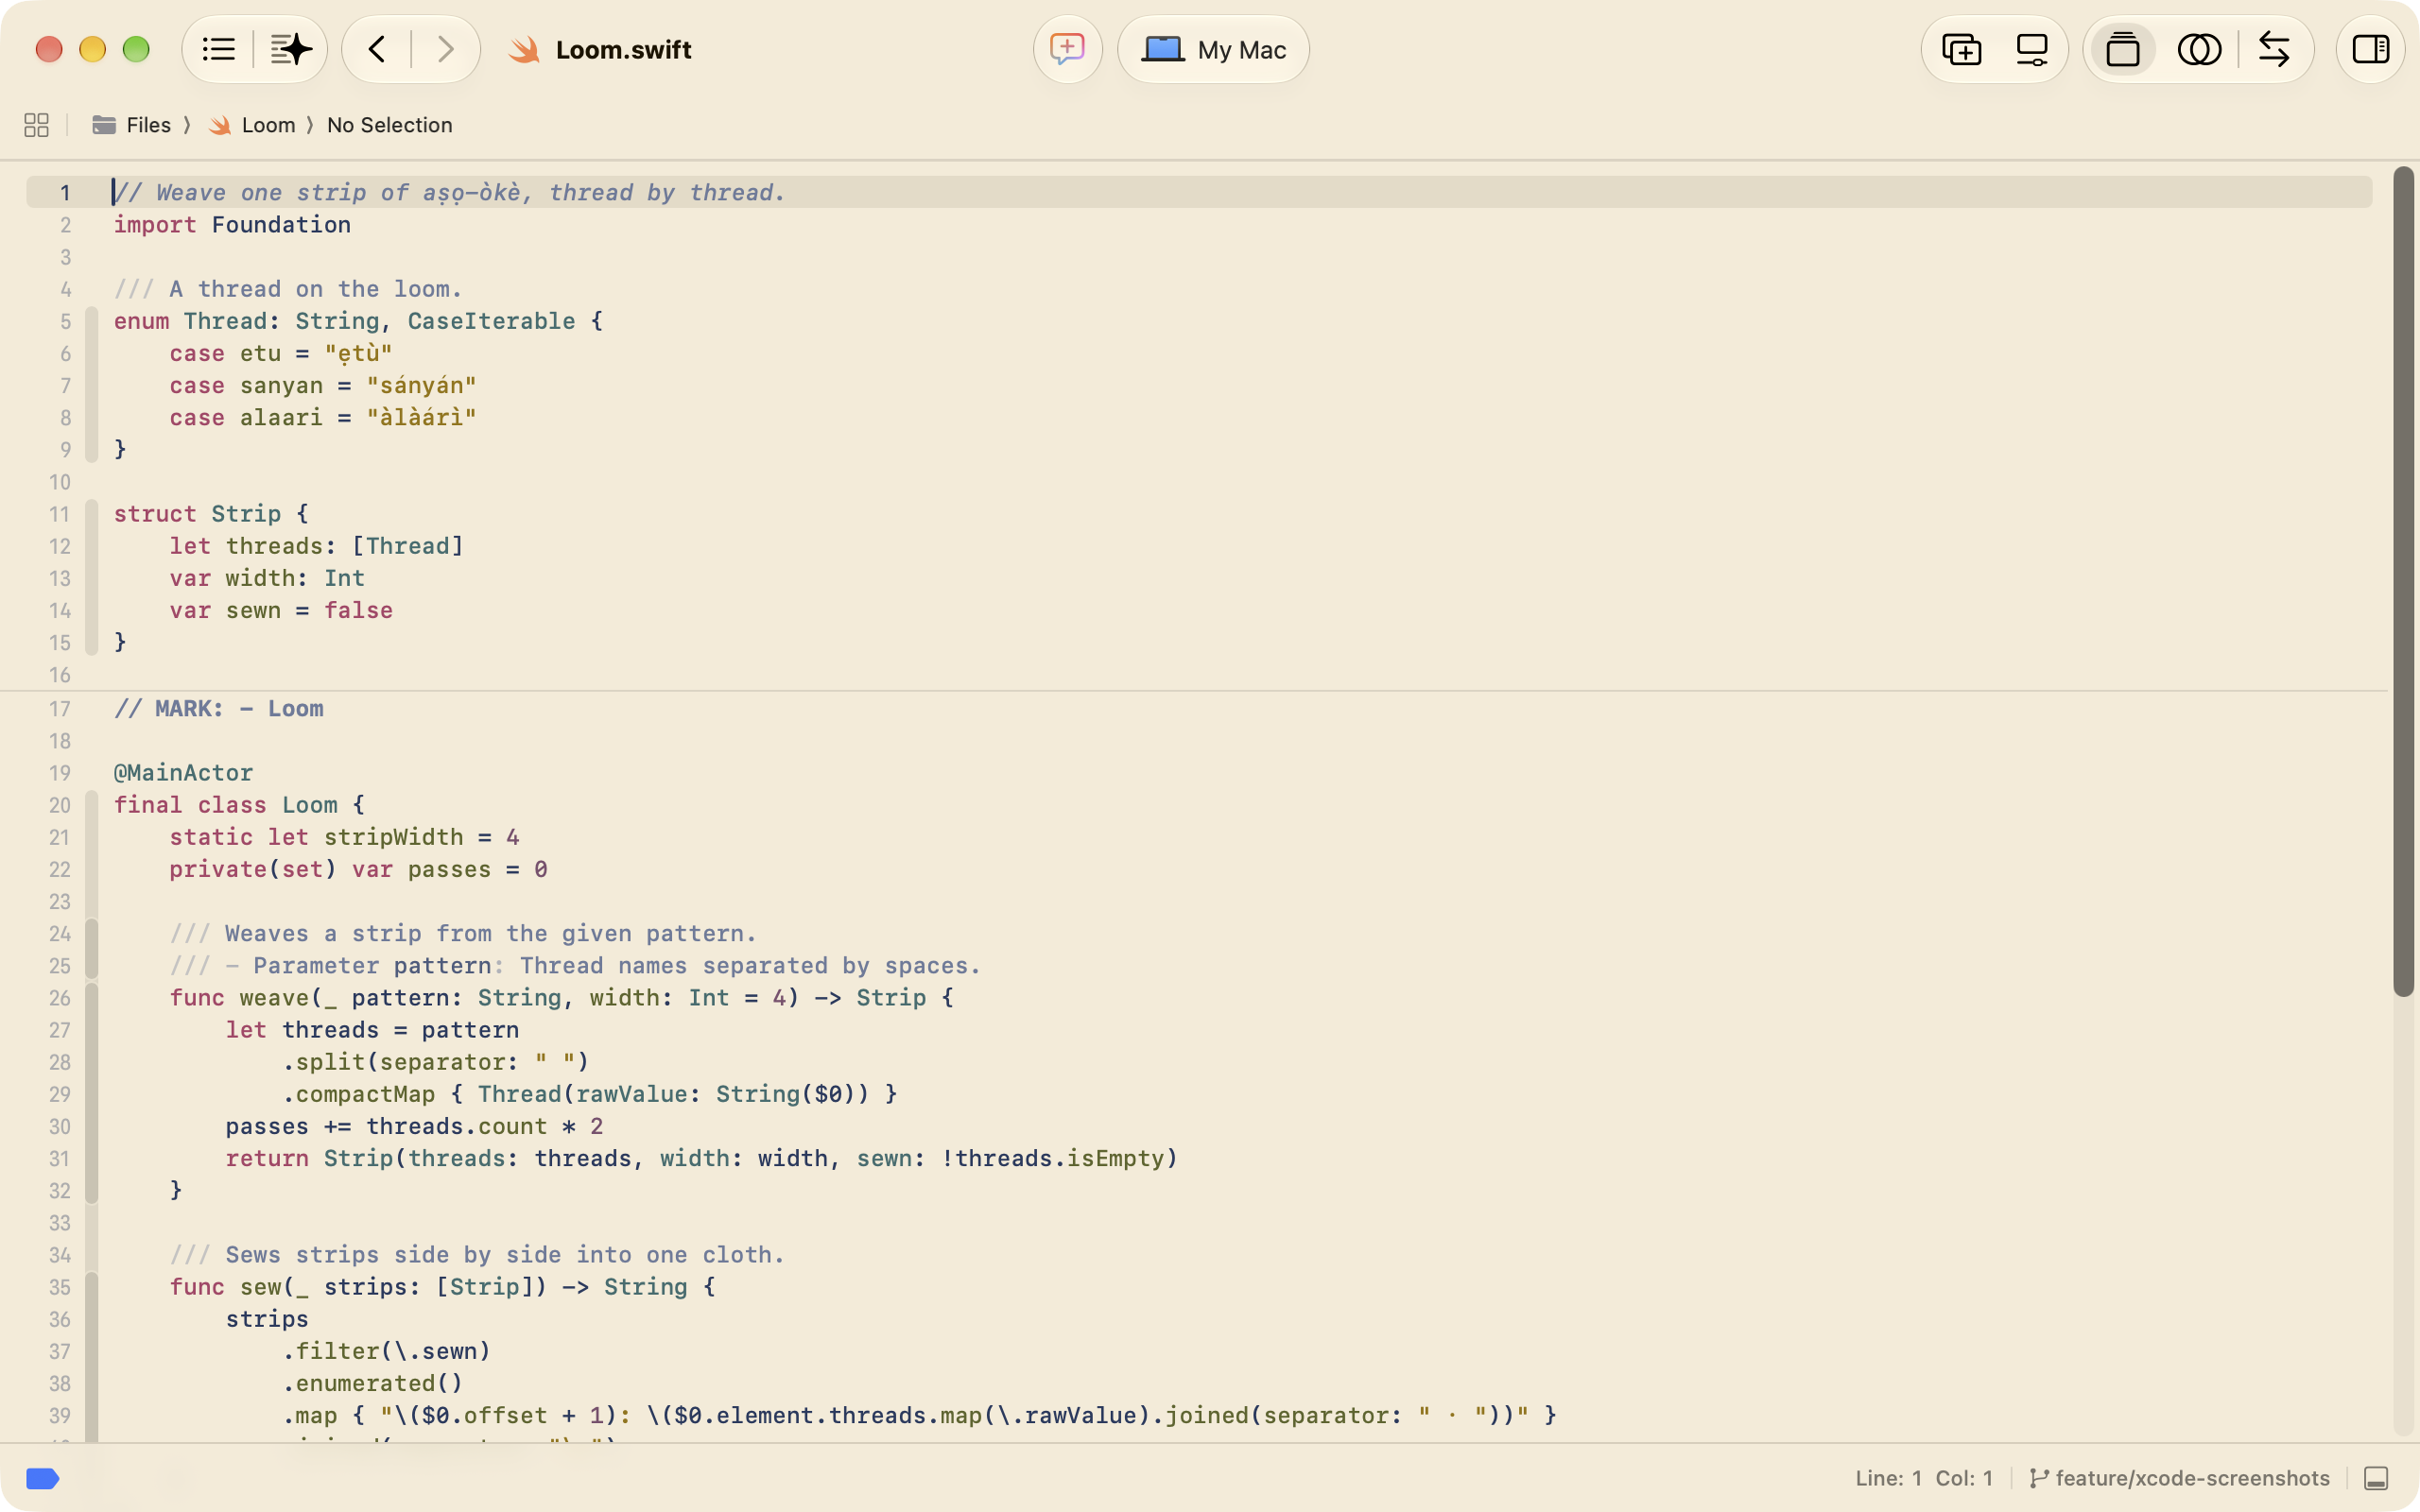 Loom.swift
My Mac
Files ⟩ Loom ⟩ No Selection
1 // Weave one strip of aṣọ-òkè, thread by thread.
2 import Foundation
3
4 /// A thread on the loom.
5 enum Thread: String, CaseIterable {
6     case etu = "ẹtù"
7     case sanyan = "sányán"
8     case alaari = "àlàárì"
9 }
10
11 struct Strip {
12     let threads: [Thread]
13     var width: Int
14     var sewn = false
15 }
16
17 // MARK: - Loom
18
19 @MainActor
20 final class Loom {
21     static let stripWidth = 4
22     private(set) var passes = 0
23
24     /// Weaves a strip from the given pattern.
25     /// - Parameter pattern: Thread names separated by spaces.
26     func weave(_ pattern: String, width: Int = 4) -> Strip {
27         let threads = pattern
28             .split(separator: " ")
29             .compactMap { Thread(rawValue: String($0)) }
30         passes += threads.count * 2
31         return Strip(threads: threads, width: width, sewn: !threads.isEmpty)
32     }
33
34     /// Sews strips side by side into one cloth.
35     func sew(_ strips: [Strip]) -> String {
36         strips
37             .filter(\.sewn)
38             .enumerated()
39             .map { "\($0.offset + 1): \($0.element.threads.map(\.rawValue).joined(separator: " · "))" }
Line: 1 Col: 1
feature/xcode-screenshots